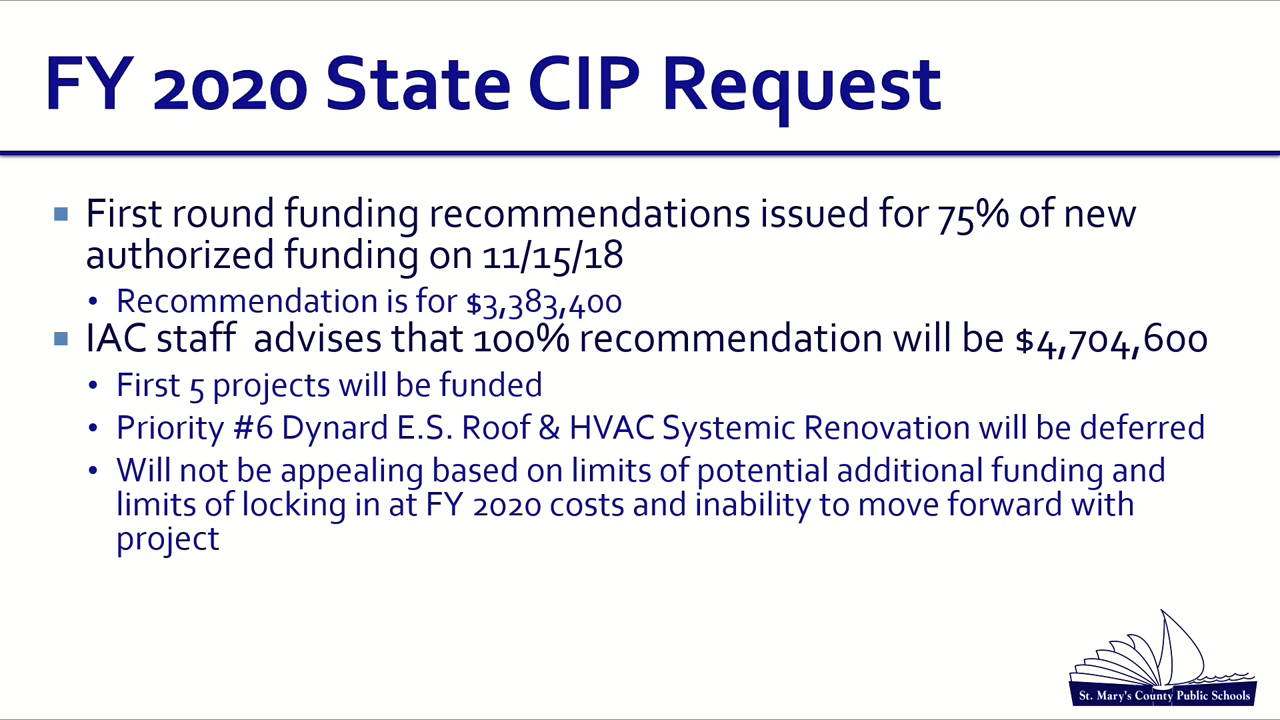 FY 2020 State CIP Request
First round funding recommendations issued for 75% of new
authorized funding on 11/15/18
• Recommendation is for $3,383,400
IAC staff  advises that 100% recommendation will be $4,704,600
• First 5 projects will be funded
• Priority #6 Dynard E.S. Roof & HVAC Systemic Renovation will be deferred
• Will not be appealing based on limits of potential additional funding and
limits of locking in at FY 2020 costs and inability to move forward with
project
St. Mary's County Public Schools